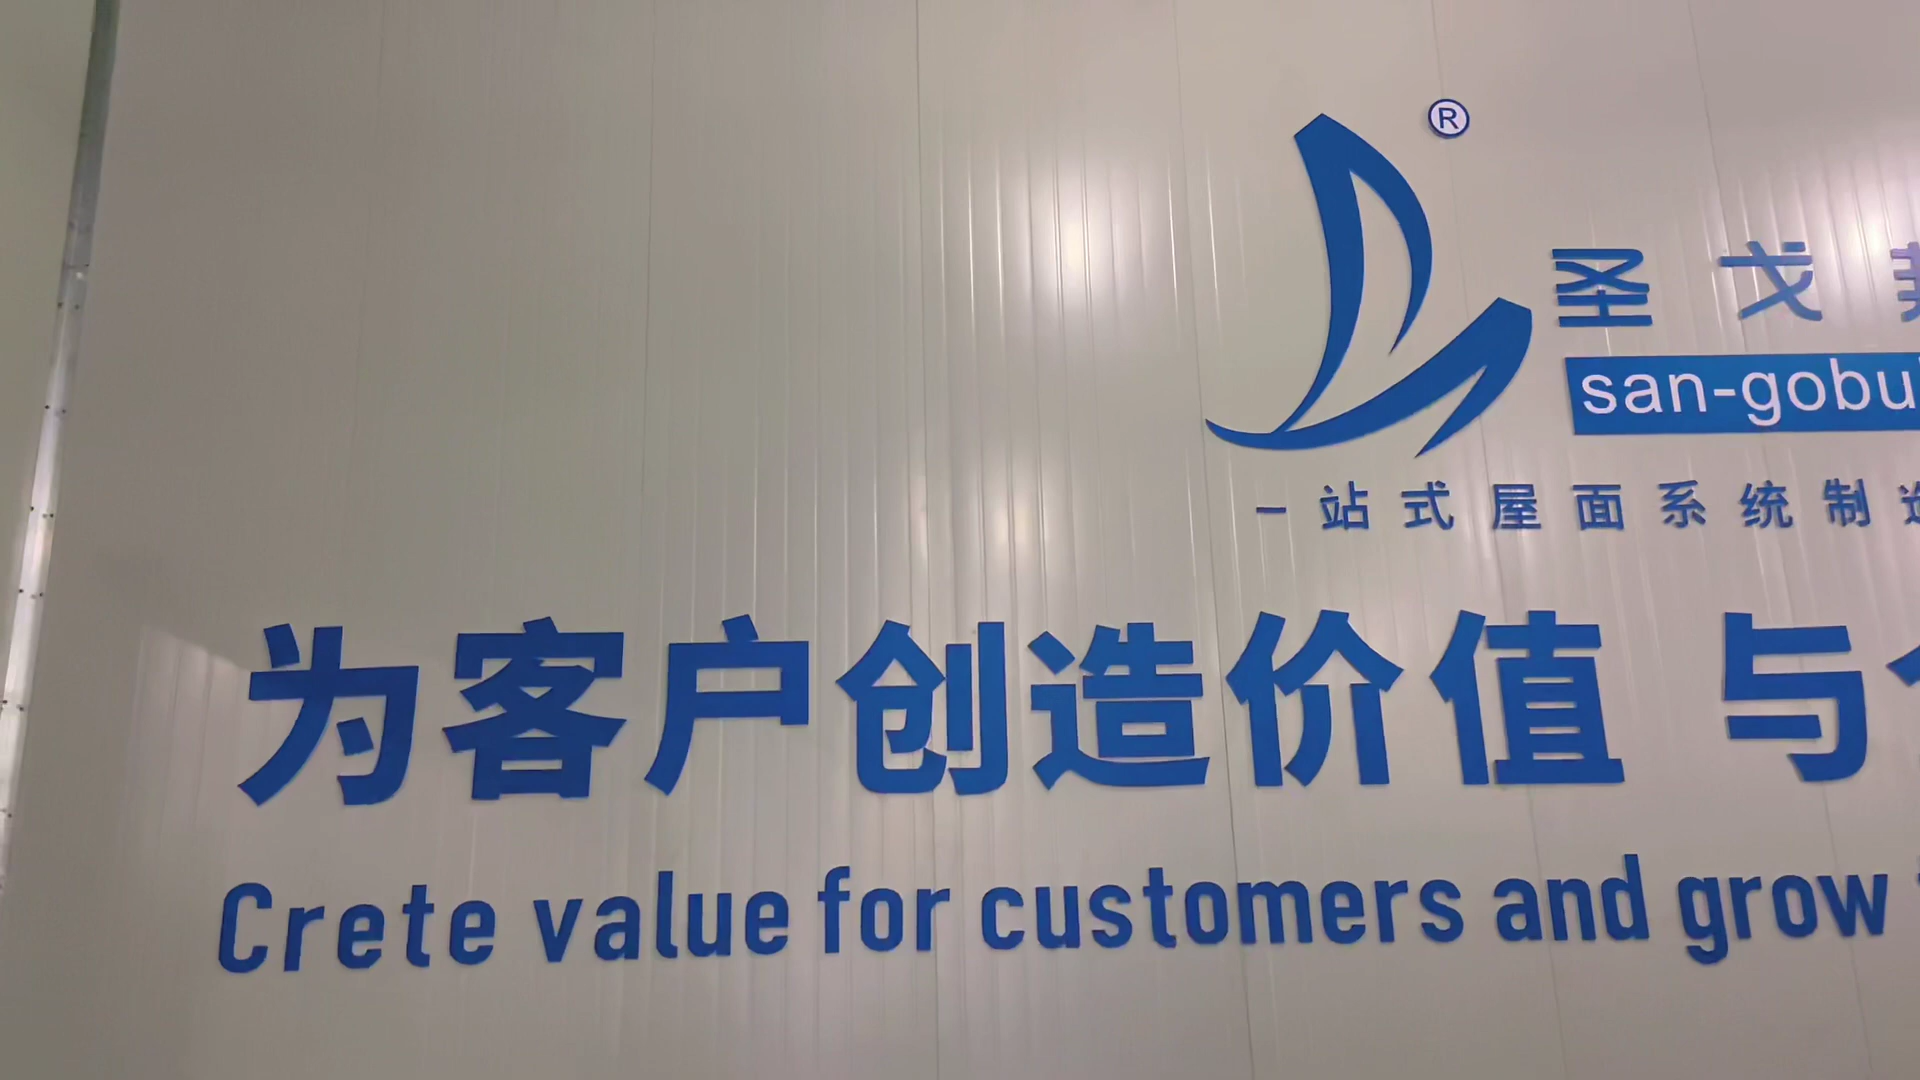 ®
圣戈
san-gobu
一站式屋面系统制造
为客户创造价值 与
Crete value for customers and grow